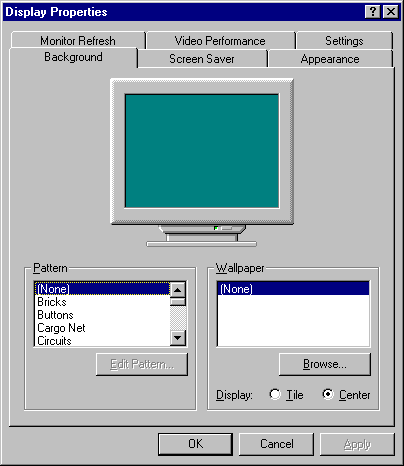 Display Properties
Monitor Refresh Video Performance Settings
Background Screen Saver Appearance
Pattern
(None)
Bricks
Buttons
Cargo Net
Circuits
Edit Pattern...
Wallpaper
(None)
Browse...
Display: Tile Center
OK Cancel Apply